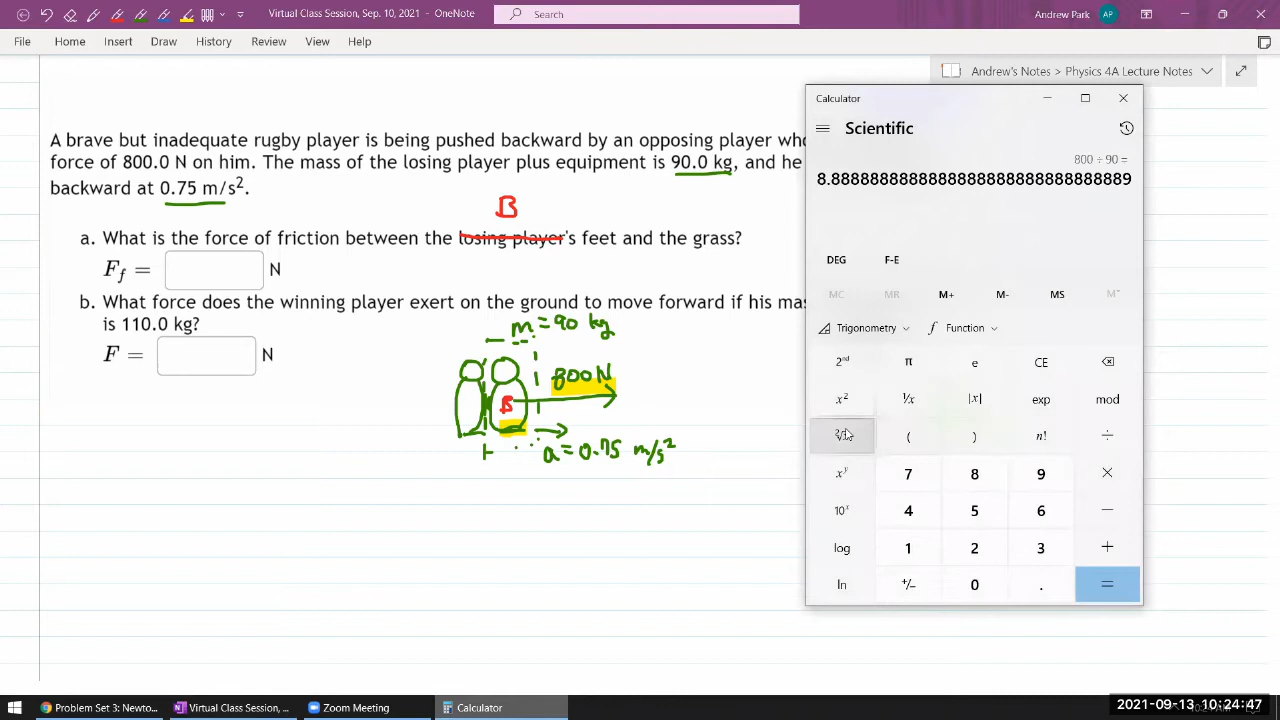 Virtual Class Session, Sep. 10, 2021 - OneNote
Search
Andrew Park
AP
File Home Insert Draw History Review View Help
Andrew's Notes > Physics 4A Lecture Notes
A brave but inadequate rugby player is being pushed backward by an opposing player who
force of 800.0 N on him. The mass of the losing player plus equipment is 90.0 kg, and he
backward at 0.75 m/s².
B
a. What is the force of friction between the losing player's feet and the grass?
F_f = N
b. What force does the winning player exert on the ground to move forward if his mas
is 110.0 kg?
F = N
m = 90 kg
800 N
B
a = 0.75 m/s²
Calculator
Scientific
800 ÷ 90 =
8.8888888888888888888888888888889
DEG F-E
MC MR M+ M- MS M˅
Trigonometry Function
2ⁿᵈ π e CE
x² ¹/x |x| exp mod
( ) n! ÷
xʸ 7 8 9 ×
10ˣ 4 5 6 −
log 1 2 3 +
ln +/− 0 . =
Problem Set 3: Newto...
Virtual Class Session,...
Zoom Meeting
Calculator
2021-09-13 10:24:47